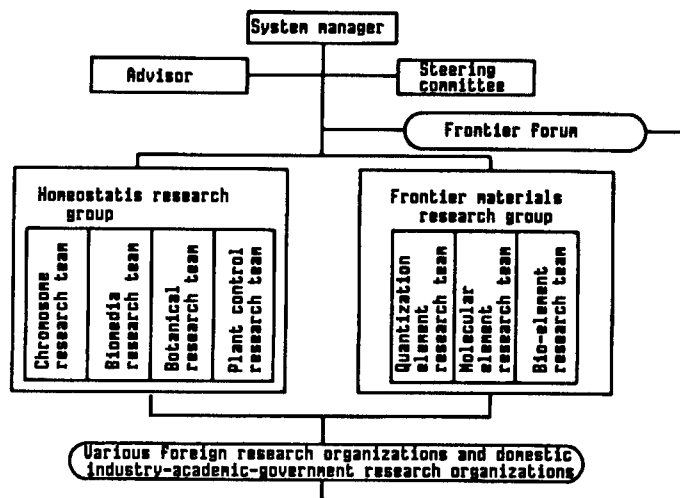 System manager
Advisor
Steering
committee
Frontier forum
Homeostatis research
group
Chromosome
research team
Biomedia
research team
Botanical
research team
Plant control
research team
Frontier materials
research group
Quantization
element
research team
Molecular
element
research team
Bio-element
research
team
Various foreign research organizations and domestic
industry-academic-government research organizations